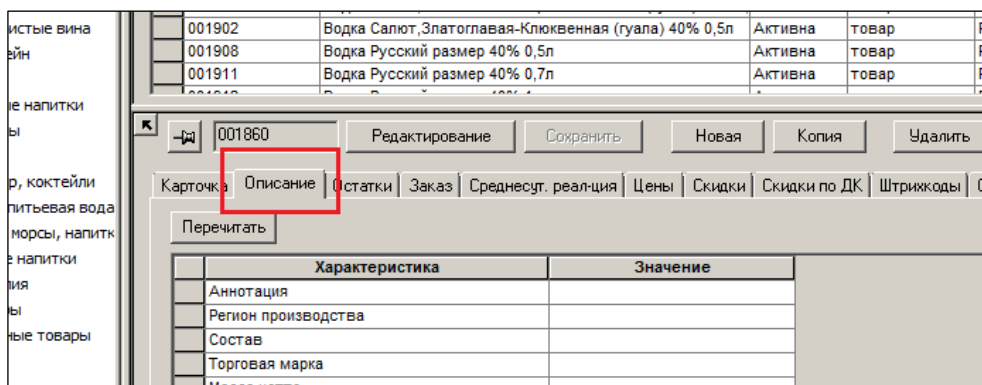 истые вина
001902 Водка Салют,Златоглавая-Клюквенная (гуала) 40% 0,5л Активна товар
001908 Водка Русский размер 40% 0,5л Активна товар
001911 Водка Русский размер 40% 0,7л Активна товар
е напитки
001860 Редактирование Сохранить Новая Копия Удалить
р, коктейли
Карточка Описание Остатки Заказ Среднесут. реал-ция Цены Скидки Скидки по ДК Штрихкоды
питьевая вода
морсы, напитк
Перечитать
е напитки
Характеристика Значение
ия
Аннотация
ры
Регион производства
ные товары
Состав
Торговая марка